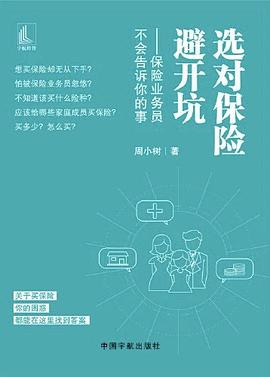 选对保险
避开坑
——保险业务员
不会告诉你的事
想买保险却无从下手？
怕被保险业务员忽悠？
不知道该买什么险种？
应该给哪些家庭成员买保险？
买多少？怎么买？
周小树 | 著
关于买保险
你的困惑
都能在这里找到答案
中国宇航出版社